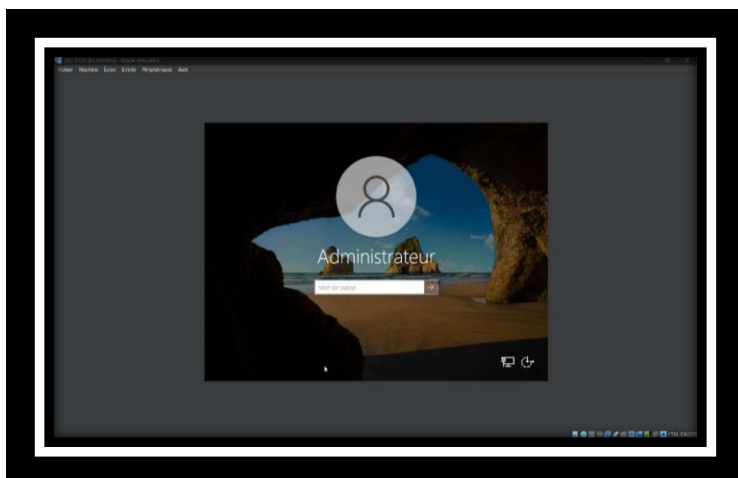 Fichier Machine Écran Entrée Périphériques Aide
Administrateur
Mot de passe